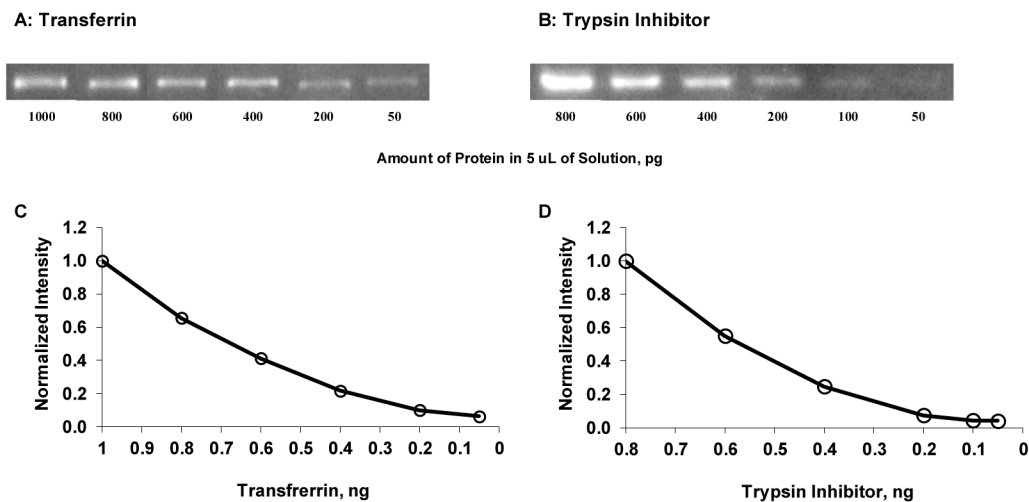 A: Transferrin
B: Trypsin Inhibitor
1000 800 600 400 200 50
800 600 400 200 100 50
Amount of Protein in 5 uL of Solution, pg
C
D
Normalized Intensity
1.2
1.0
0.8
0.6
0.4
0.2
0.0
1 0.9 0.8 0.7 0.6 0.5 0.4 0.3 0.2 0.1 0
Transfrerrin, ng
Normalized Intensity
1.2
1.0
0.8
0.6
0.4
0.2
0.0
0.8 0.7 0.6 0.5 0.4 0.3 0.2 0.1 0
Trypsin Inhibitor, ng